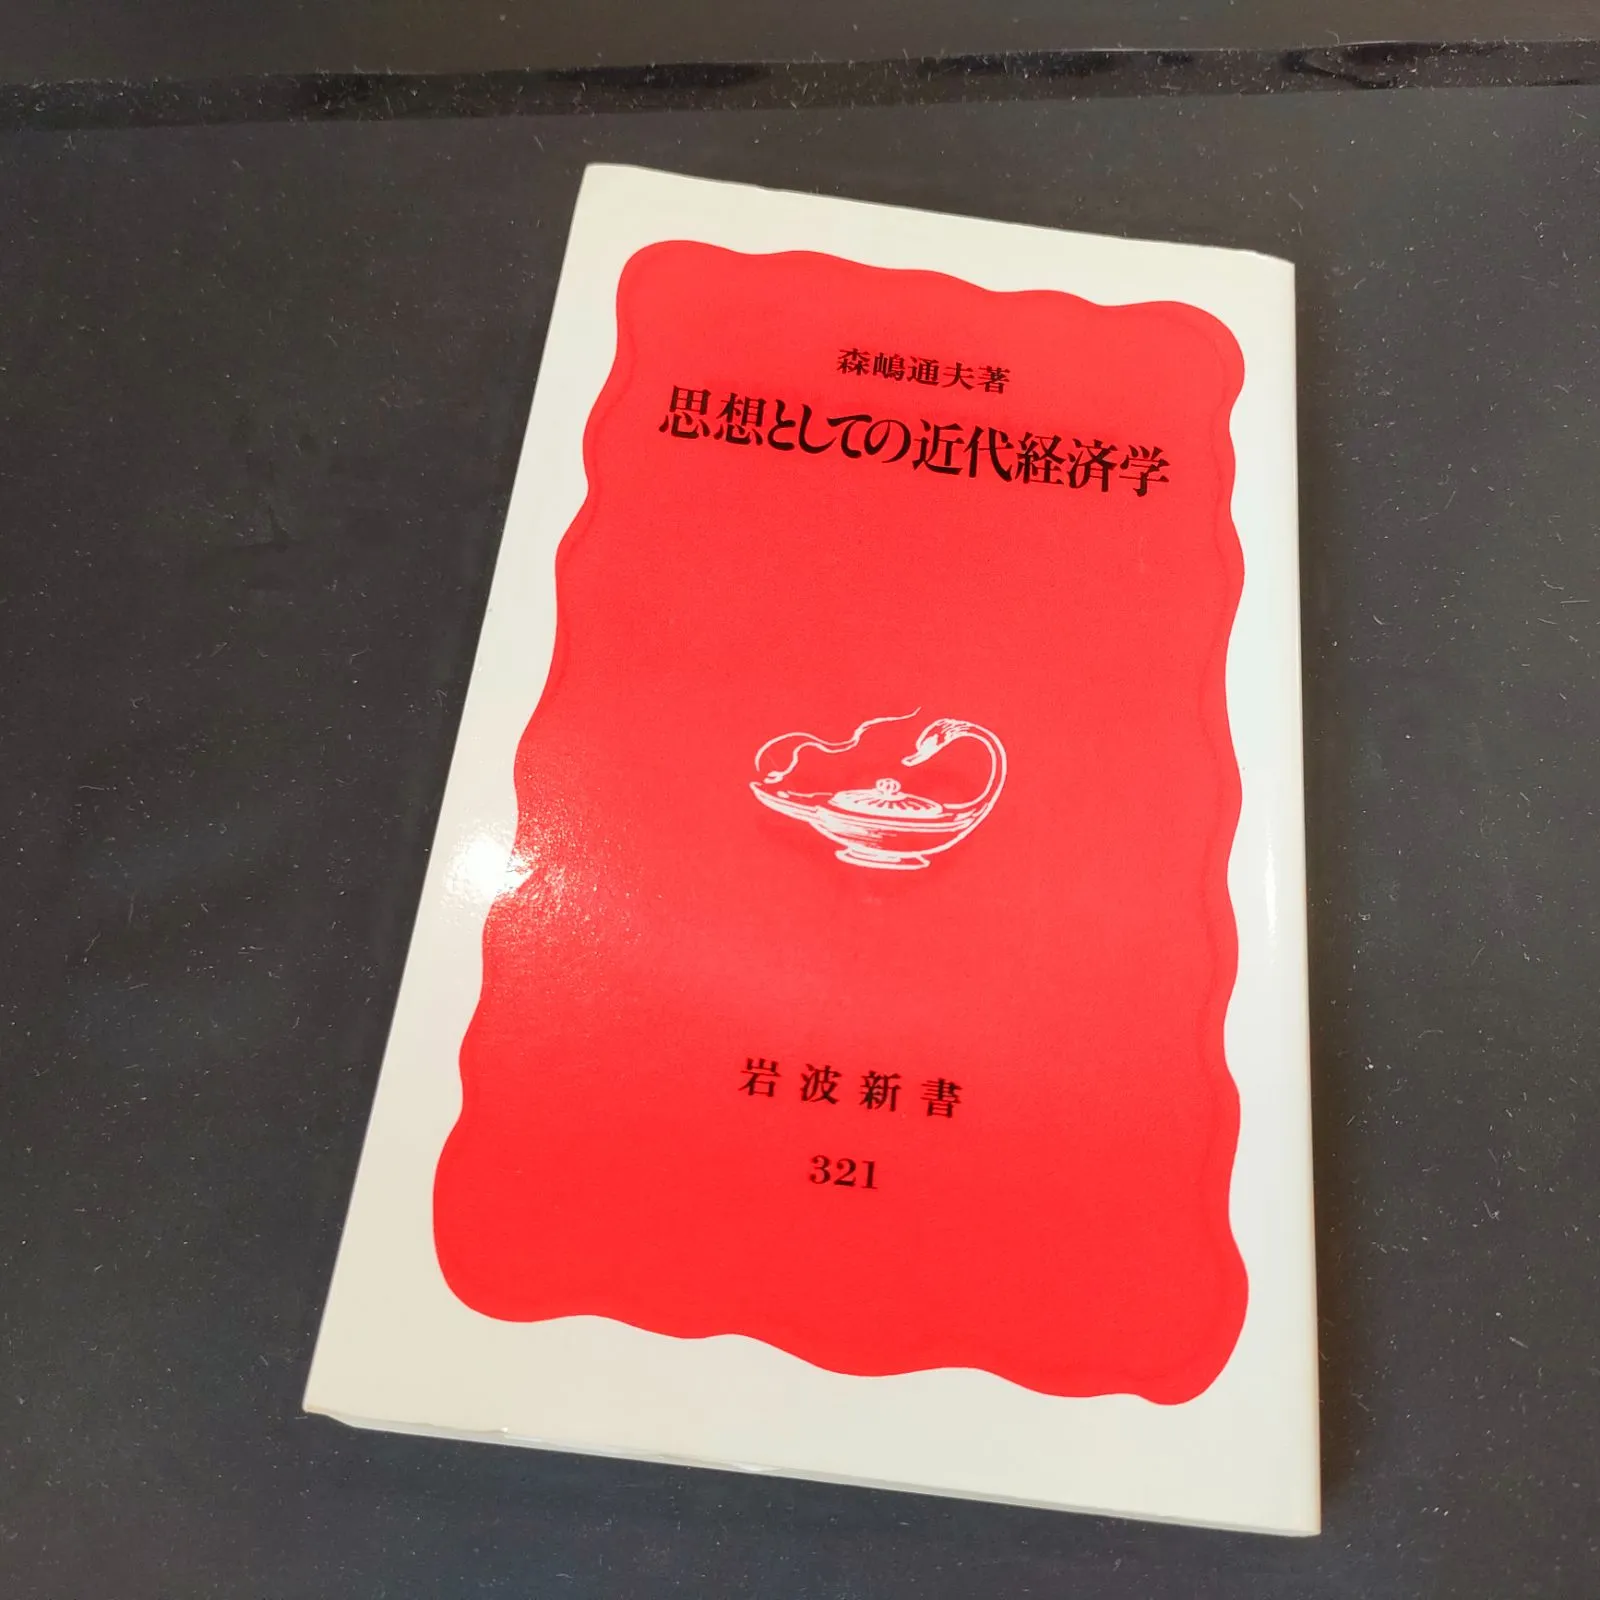 森嶋通夫著
思想としての近代経済学
岩波新書
321